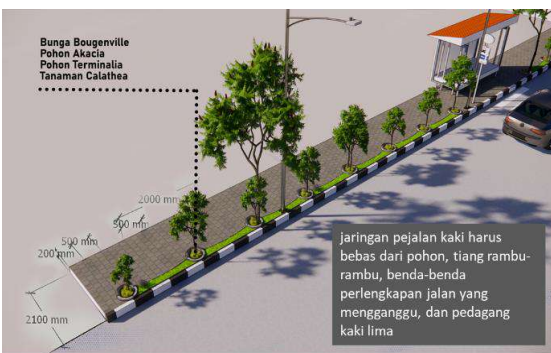 Bunga Bougenville
Pohon Akacia
Pohon Terminalia
Tanaman Calathea
2000 mm
500 mm
500 mm
200 mm
2100 mm
jaringan pejalan kaki harus
bebas dari pohon, tiang rambu-
rambu, benda-benda
perlengkapan jalan yang
mengganggu, dan pedagang
kaki lima